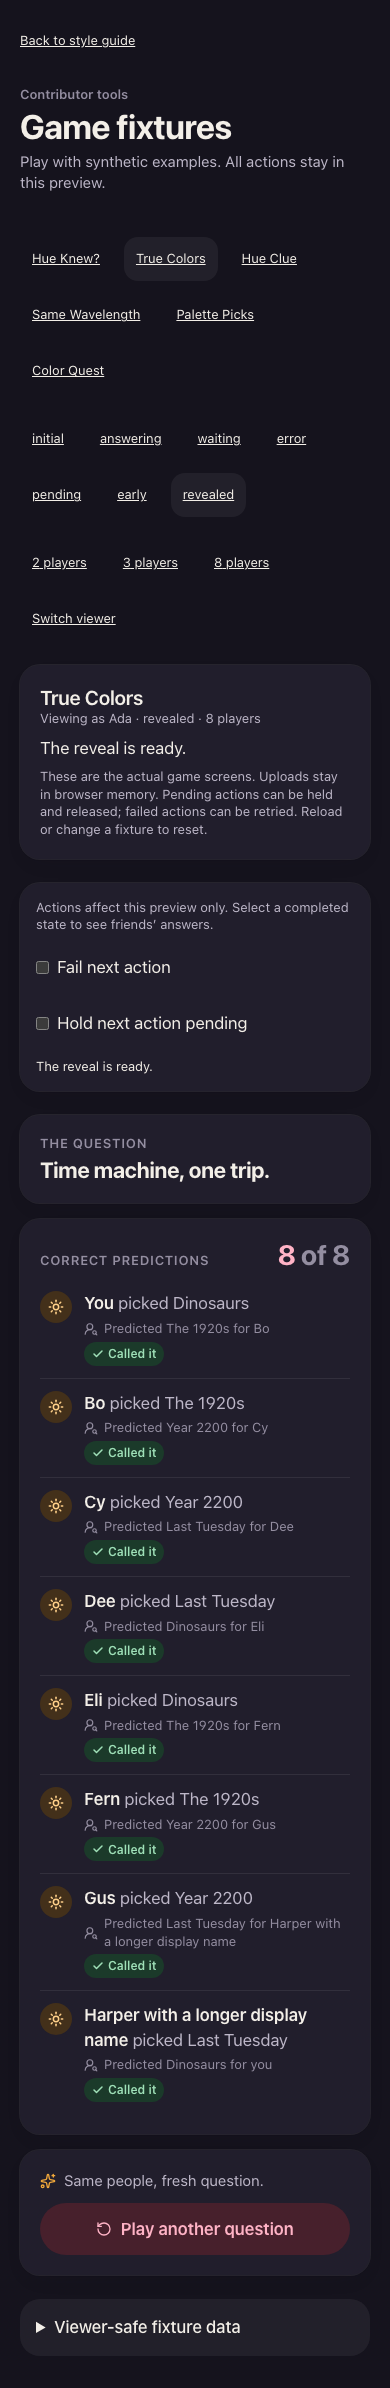 Back to style guide
Contributor tools
Game fixtures
Play with synthetic examples. All actions stay in
this preview.
Hue Knew? True Colors Hue Clue
Same Wavelength Palette Picks
Color Quest
initial answering waiting error
pending early revealed
2 players 3 players 8 players
Switch viewer
True Colors
Viewing as Ada · revealed · 8 players
The reveal is ready.
These are the actual game screens. Uploads stay
in browser memory. Pending actions can be held
and released; failed actions can be retried. Reload
or change a fixture to reset.
Actions affect this preview only. Select a completed
state to see friends’ answers.
Fail next action
Hold next action pending
The reveal is ready.
THE QUESTION
Time machine, one trip.
CORRECT PREDICTIONS 8 of 8
You picked Dinosaurs
Predicted The 1920s for Bo
Called it
Bo picked The 1920s
Predicted Year 2200 for Cy
Called it
Cy picked Year 2200
Predicted Last Tuesday for Dee
Called it
Dee picked Last Tuesday
Predicted Dinosaurs for Eli
Called it
Eli picked Dinosaurs
Predicted The 1920s for Fern
Called it
Fern picked The 1920s
Predicted Year 2200 for Gus
Called it
Gus picked Year 2200
Predicted Last Tuesday for Harper with
a longer display name
Called it
Harper with a longer display
name picked Last Tuesday
Predicted Dinosaurs for you
Called it
Same people, fresh question.
Play another question
Viewer-safe fixture data